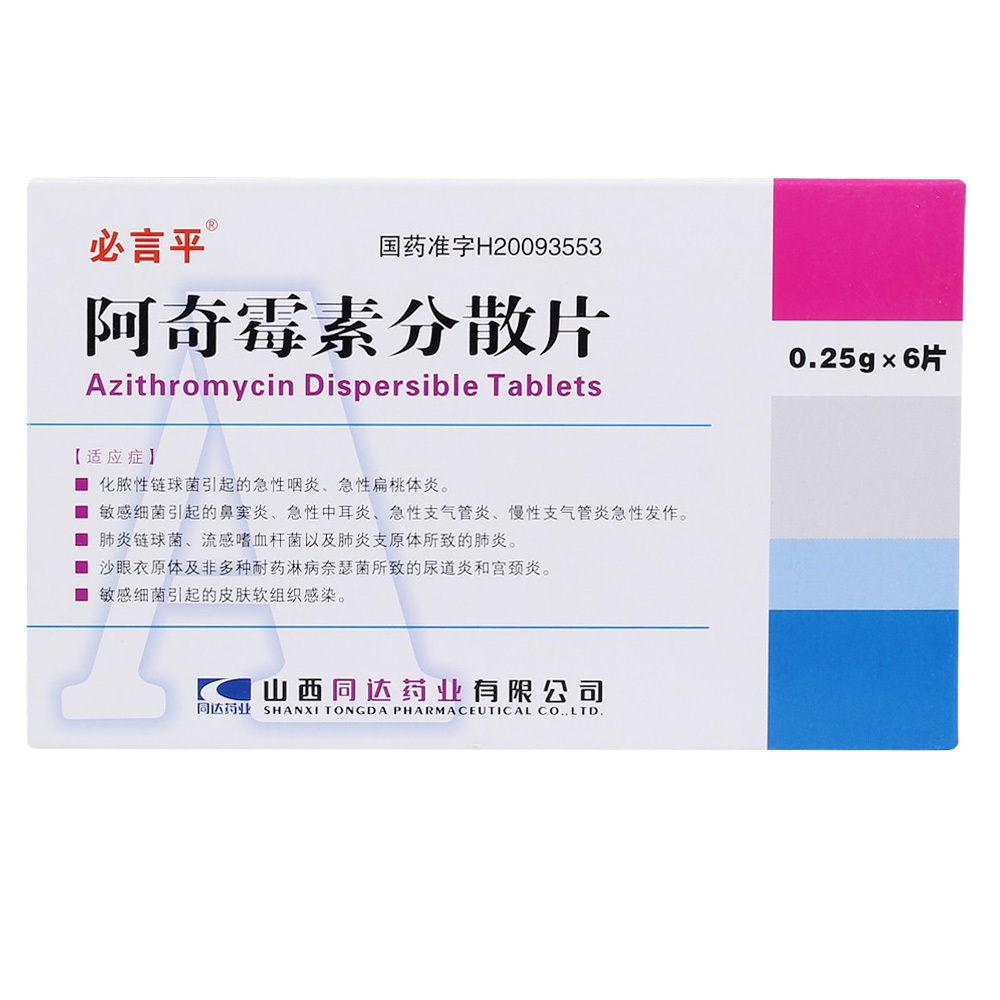 必言平®
国药准字H20093553
阿奇霉素分散片
Azithromycin Dispersible Tablets
0.25g×6片
【适应症】
■ 化脓性链球菌引起的急性咽炎、急性扁桃体炎。
■ 敏感细菌引起的鼻窦炎、急性中耳炎、急性支气管炎、慢性支气管炎急性发作。
■ 肺炎链球菌、流感嗜血杆菌以及肺炎支原体所致的肺炎。
■ 沙眼衣原体及非多种耐药淋病奈瑟菌所致的尿道炎和宫颈炎。
■ 敏感细菌引起的皮肤软组织感染。
A
同达药业
山西同达药业有限公司
SHANXI TONGDA PHARMACEUTICAL CO.,LTD.